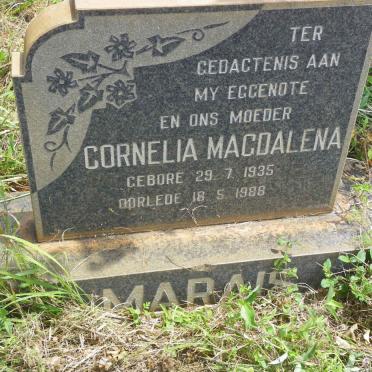 TER
GEDACTENIS AAN
MY EGGENOTE
EN ONS MOEDER
CORNELIA MAGDALENA
GEBORE 29. 7. 1935
OORLEDE 18. 5. 1988
MARAIS